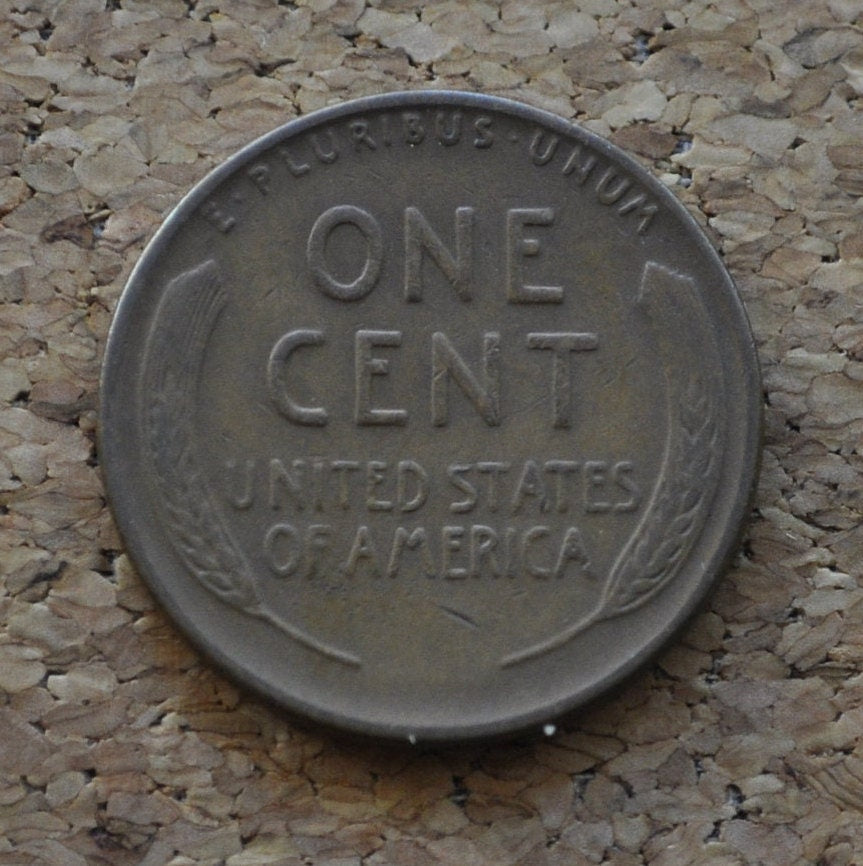 E·PLURIBUS·UNUM
ONE
CENT
UNITED STATES
OF AMERICA